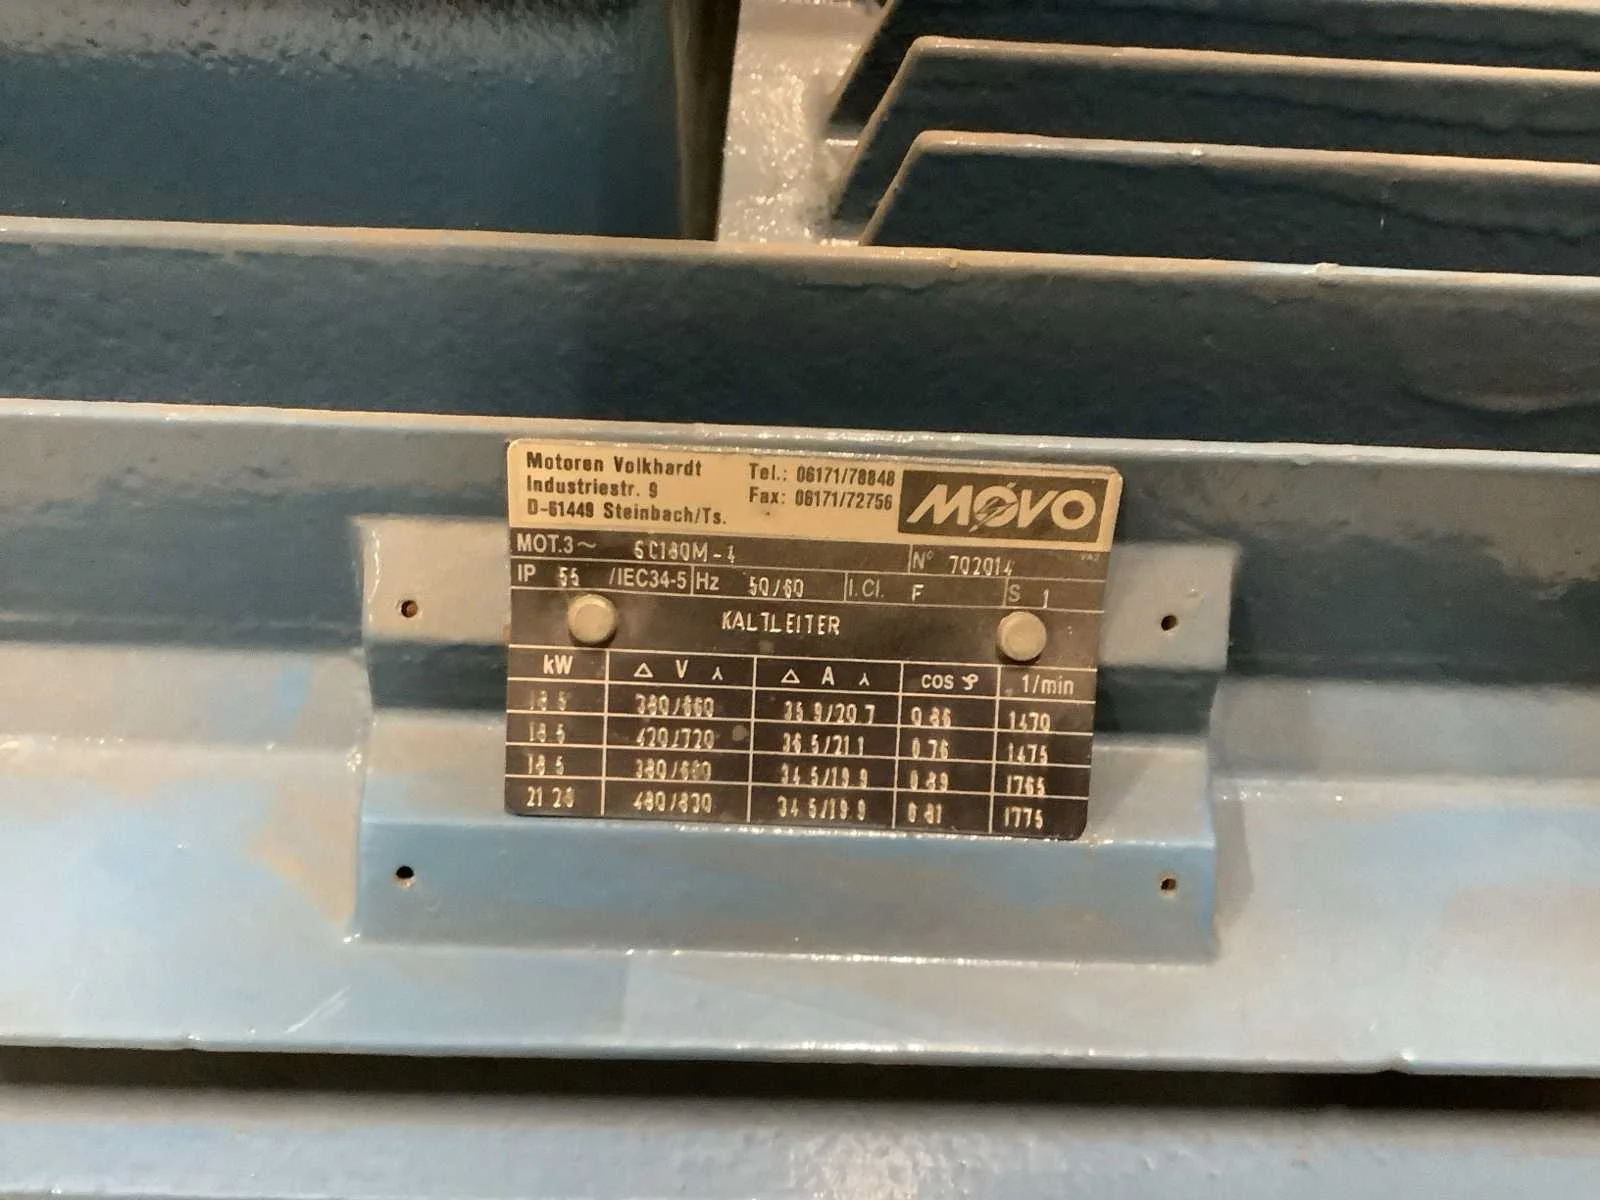 Motoren Volkhardt
Industriestr. 9
D-61449 Steinbach/Ts.
Tel.: 06171/78848
Fax: 06171/72756
MOVO
MOT.3~ SC180M-4 N° 702014
IP 55 /IEC34-5 Hz 50/60 I.Cl. F S 1
KALTLEITER
kW △ V Y △ A Y cos φ 1/min
18.5 380/660 35.9/20.7 0.86 1470
18.5 420/720 36.5/21.1 0.76 1475
18.5 380/660 34.5/19.9 0.89 1765
480/830 34.5/19.9 0.81 1775